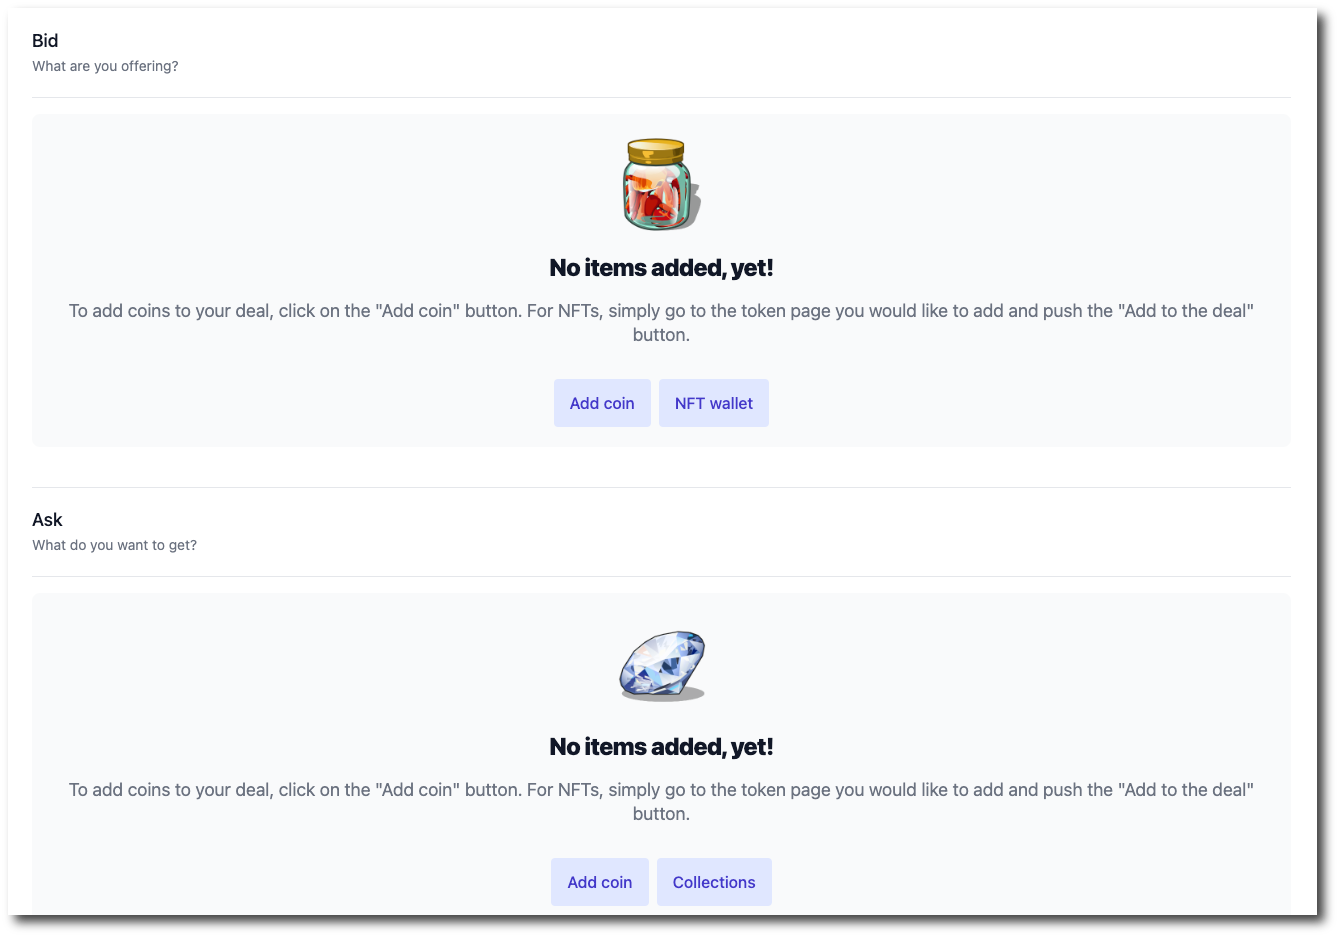 Bid
What are you offering?
No items added, yet!
To add coins to your deal, click on the "Add coin" button. For NFTs, simply go to the token page you would like to add and push the "Add to the deal"
button.
Add coin
NFT wallet
Ask
What do you want to get?
No items added, yet!
To add coins to your deal, click on the "Add coin" button. For NFTs, simply go to the token page you would like to add and push the "Add to the deal"
button.
Add coin
Collections